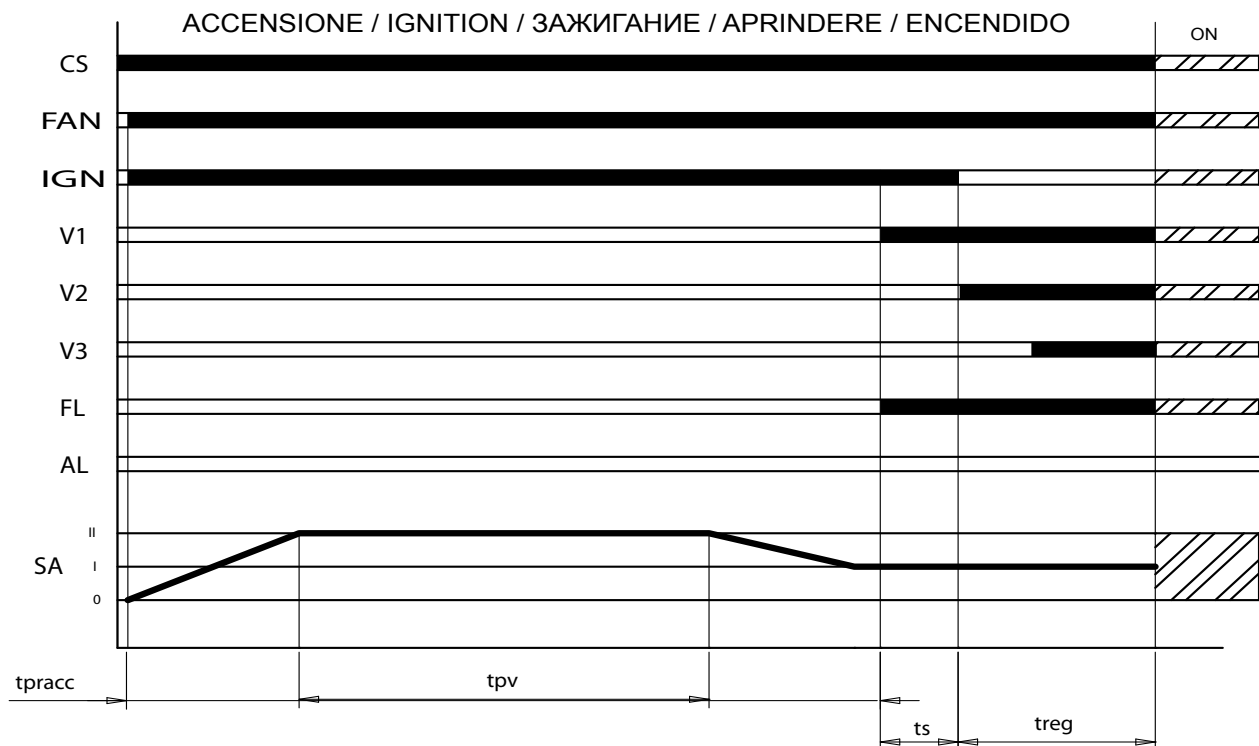 ACCENSIONE / IGNITION / ЗАЖИГАНИЕ / APRINDERE / ENCENDIDO
ON
CS
FAN
IGN
V1
V2
V3
FL
AL
II
SA I
0
tpracc
tpv
ts
treg